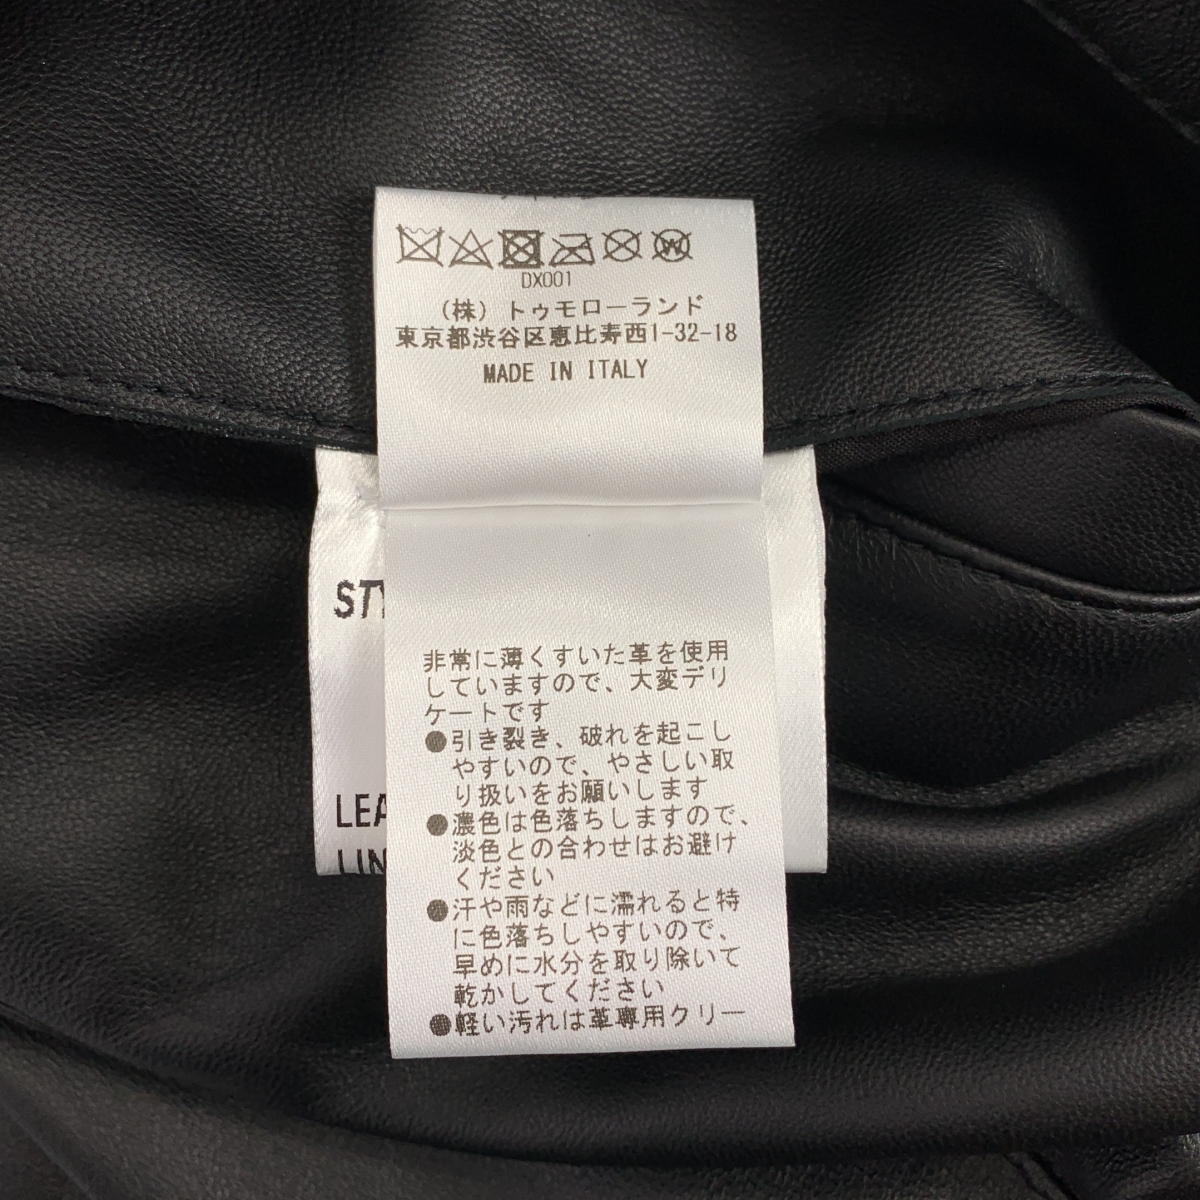 DX001
(株) トゥモローランド
東京都渋谷区恵比寿西1-32-18
MADE IN ITALY
STY
LEA
LIN
非常に薄くすいた革を使用
していますので、大変デリ
ケートです
●引き裂き、破れを起こし
やすいので、やさしい取
り扱いをお願いします
●濃色は色落ちしますので、
淡色との合わせはお避け
ください
●汗や雨などに濡れると特
に色落ちしやすいので、
早めに水分を取り除いて
乾かしてください
●軽い汚れは革専用クリー